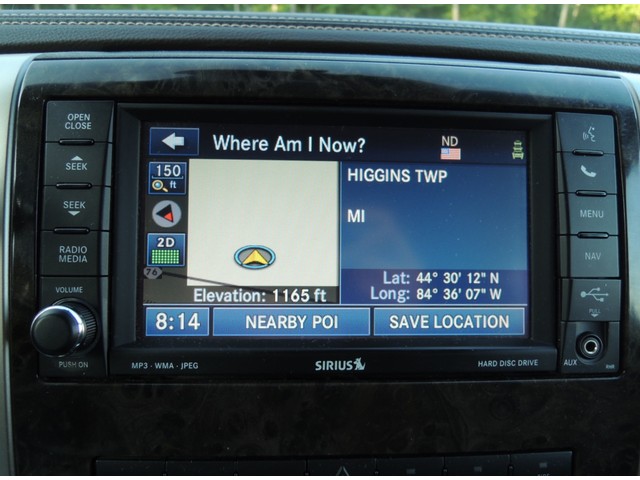 OPEN
CLOSE
SEEK
SEEK
RADIO
MEDIA
VOLUME
PUSH ON
Where Am I Now?
ND
150
ft
2D
76
HIGGINS TWP
MI
Lat: 44° 30' 12" N
Long: 84° 36' 07" W
Elevation: 1165 ft
8:14
NEARBY POI
SAVE LOCATION
MP3 · WMA · JPEG
SIRIUS
HARD DISC DRIVE
MENU
NAV
PULL
AUX